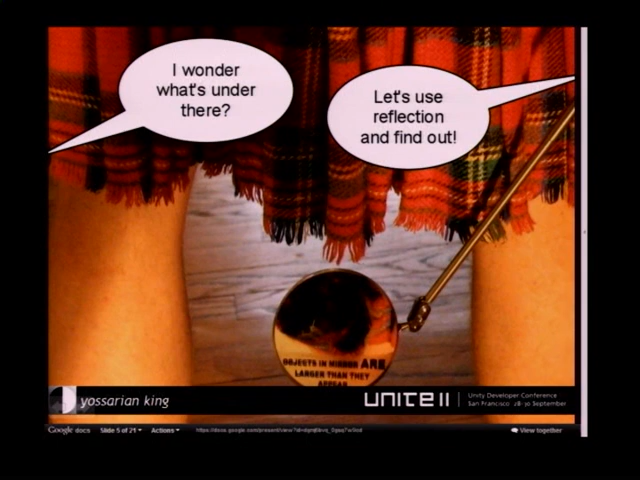 I wonder
what's under
there?
Let's use
reflection
and find out!
OBJECTS IN MIRROR ARE
LARGER THAN THEY
APPEAR
yossarian king
UNITE 11
Unity Developer Conference
San Francisco 28-30 September
Google docs
Slide 5 of 21
Actions
View together